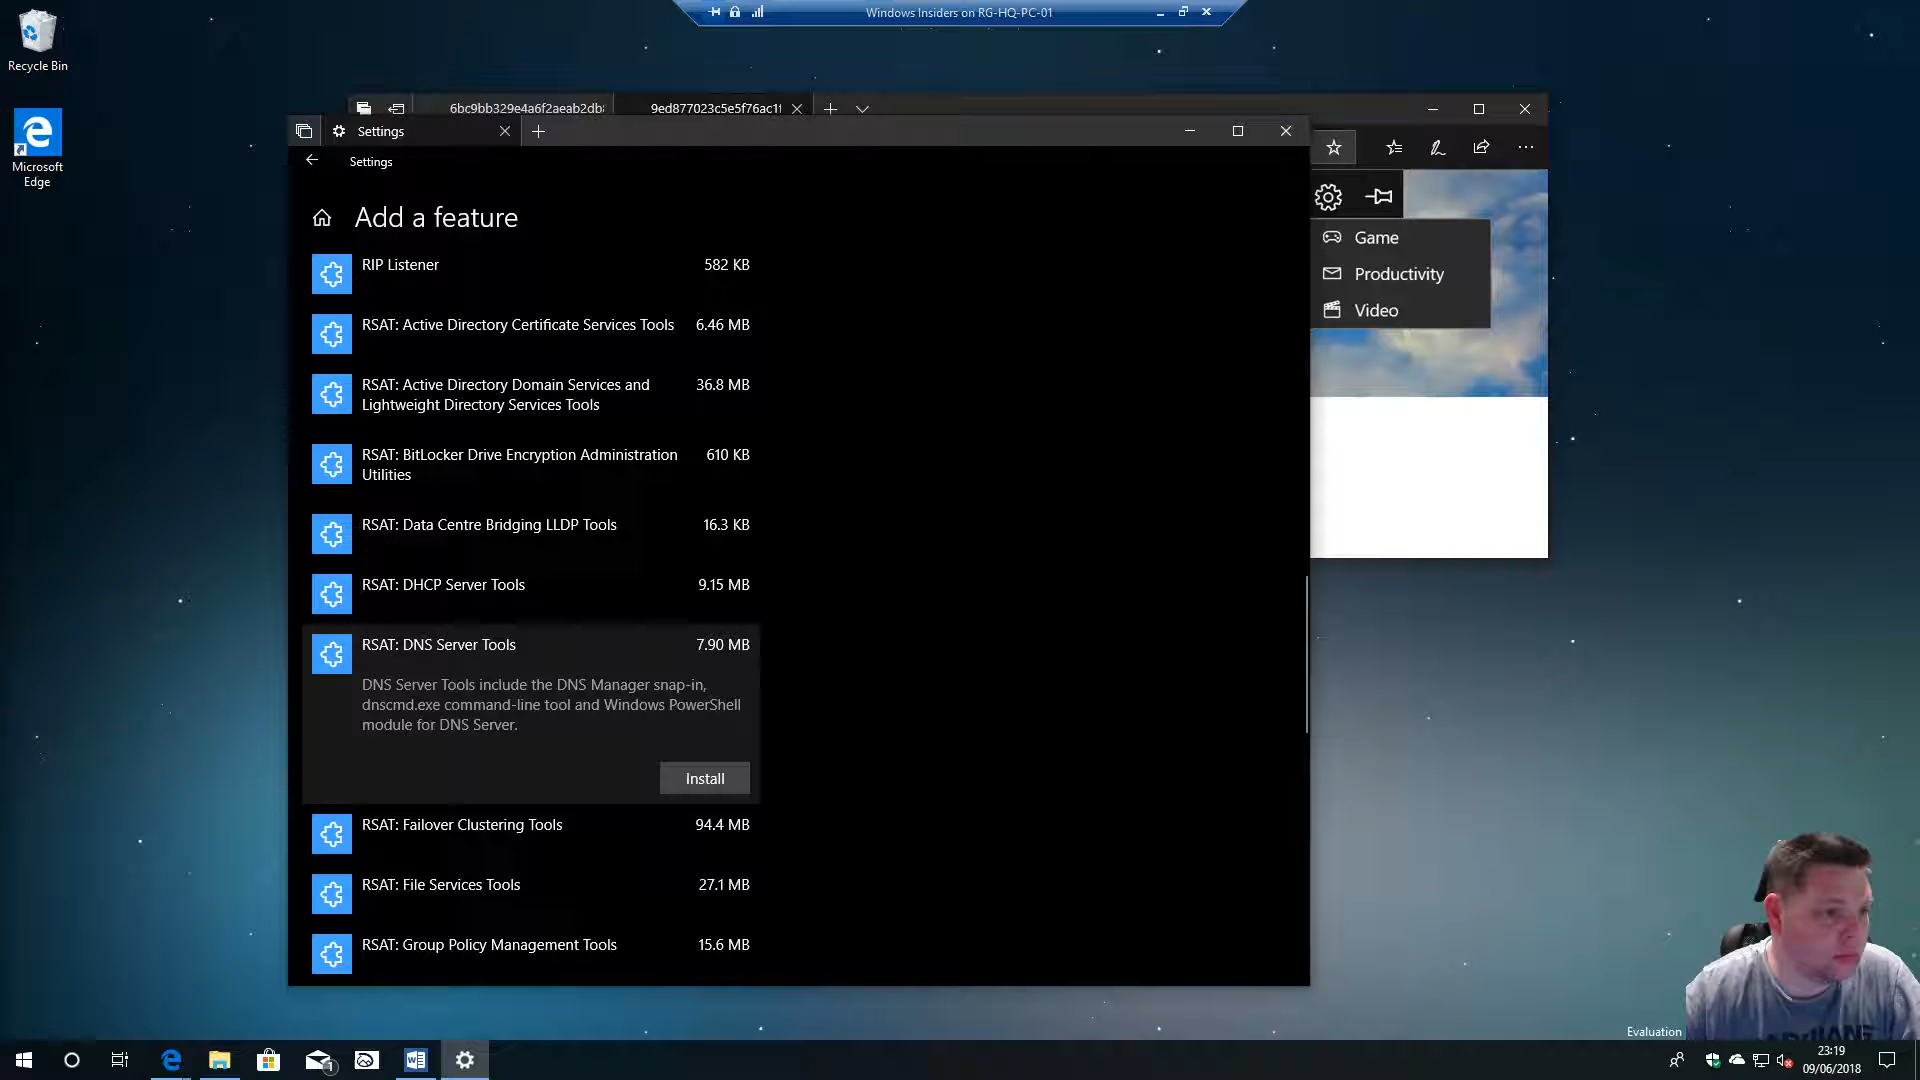 Windows Insiders on RG-HQ-PC-01
Recycle Bin
Microsoft
Edge
6bc9bb329e4a6f2aeab2db
9ed877023c5e5f76ac1
Settings
Settings
Add a feature
RIP Listener 582 KB
RSAT: Active Directory Certificate Services Tools 6.46 MB
RSAT: Active Directory Domain Services and 36.8 MB
Lightweight Directory Services Tools
RSAT: BitLocker Drive Encryption Administration 610 KB
Utilities
RSAT: Data Centre Bridging LLDP Tools 16.3 KB
RSAT: DHCP Server Tools 9.15 MB
RSAT: DNS Server Tools 7.90 MB
DNS Server Tools include the DNS Manager snap-in,
dnscmd.exe command-line tool and Windows PowerShell
module for DNS Server.
Install
RSAT: Failover Clustering Tools 94.4 MB
RSAT: File Services Tools 27.1 MB
RSAT: Group Policy Management Tools 15.6 MB
Game
Productivity
Video
Evaluation
1
23:19
09/06/2018